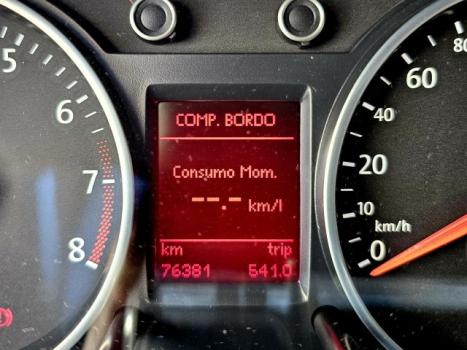 5
6
7
8
COMP. BORDO
Consumo Mom.
--.- km/l
km trip
76381 541.0
80
60
40
20
10
km/h
0